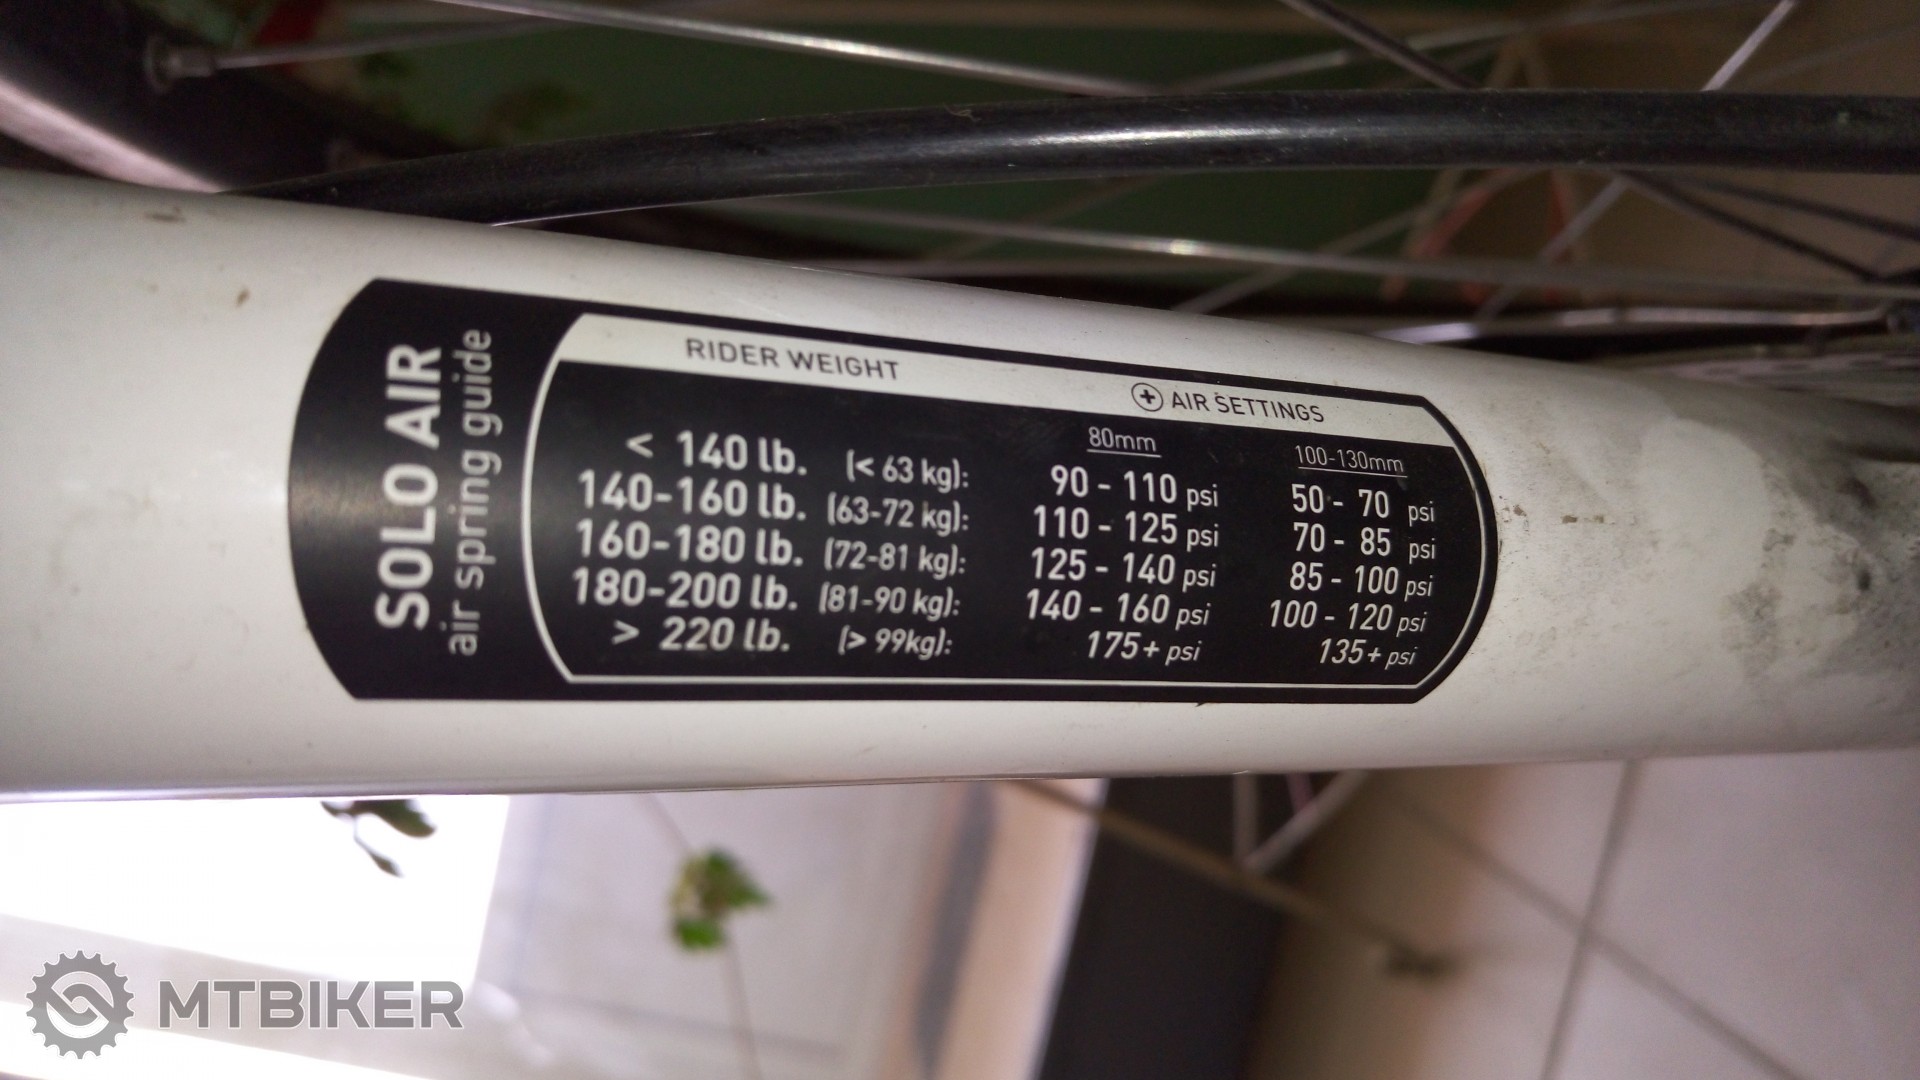 SOLO AIR
air spring guide
RIDER WEIGHT
+ AIR SETTINGS
80mm 100-130mm
< 140 lb. (< 63 kg): 90 - 110 psi 50 - 70 psi
140-160 lb. (63-72 kg): 110 - 125 psi 70 - 85 psi
160-180 lb. (72-81 kg): 125 - 140 psi 85 - 100 psi
180-200 lb. (81-90 kg): 140 - 160 psi 100 - 120 psi
> 220 lb. (> 99kg): 175+ psi 135+ psi
MTBIKER